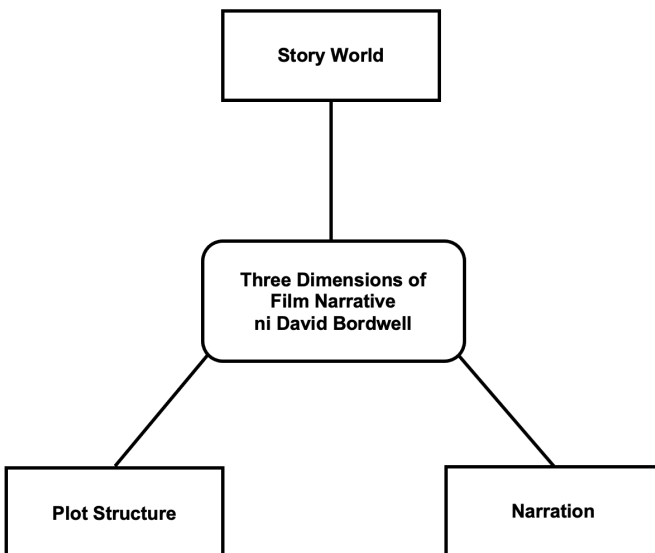 Story World
Three Dimensions of
Film Narrative
ni David Bordwell
Plot Structure
Narration